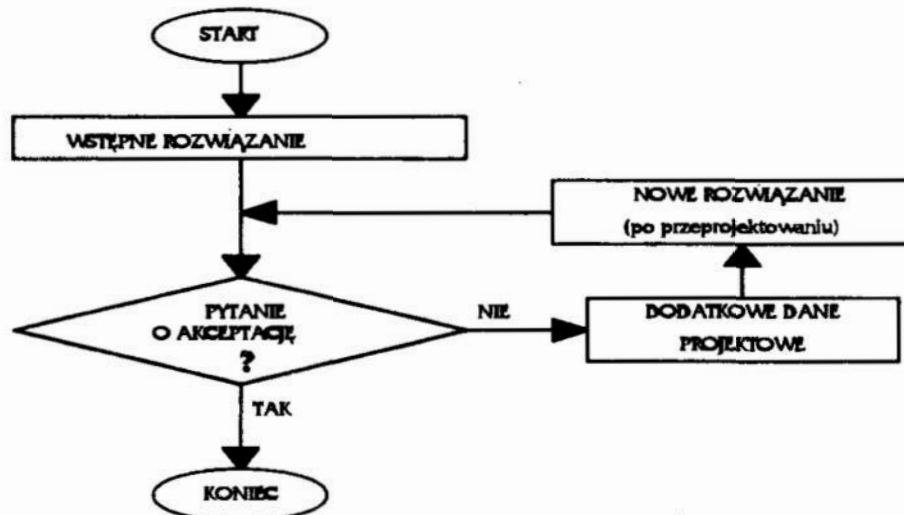 START
WSTĘPNE ROZWIĄZANIE
NOWE ROZWIĄZANIE
(po przeprojektowaniu)
PYTANIE
O AKCEPTACJĘ
?
NIE
DODATKOWE DANE
PROJEKTOWE
TAK
KONIEC